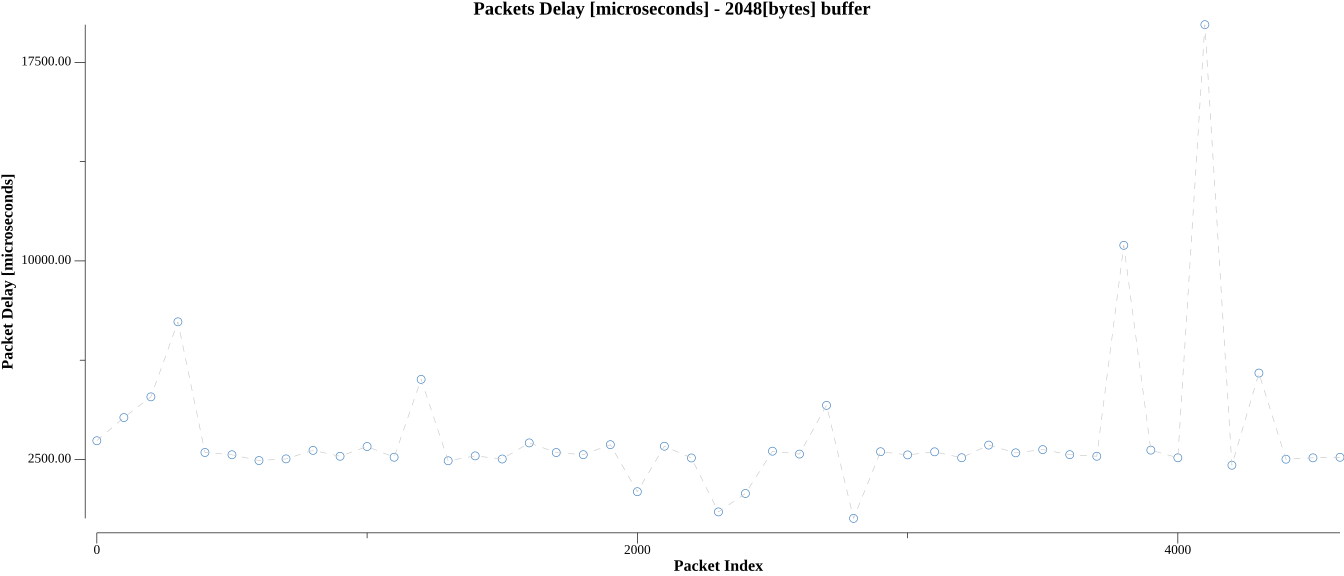 Packets Delay [microseconds] - 2048[bytes] buffer
17500.00
10000.00
2500.00
Packet Delay [microseconds]
0
2000
4000
Packet Index